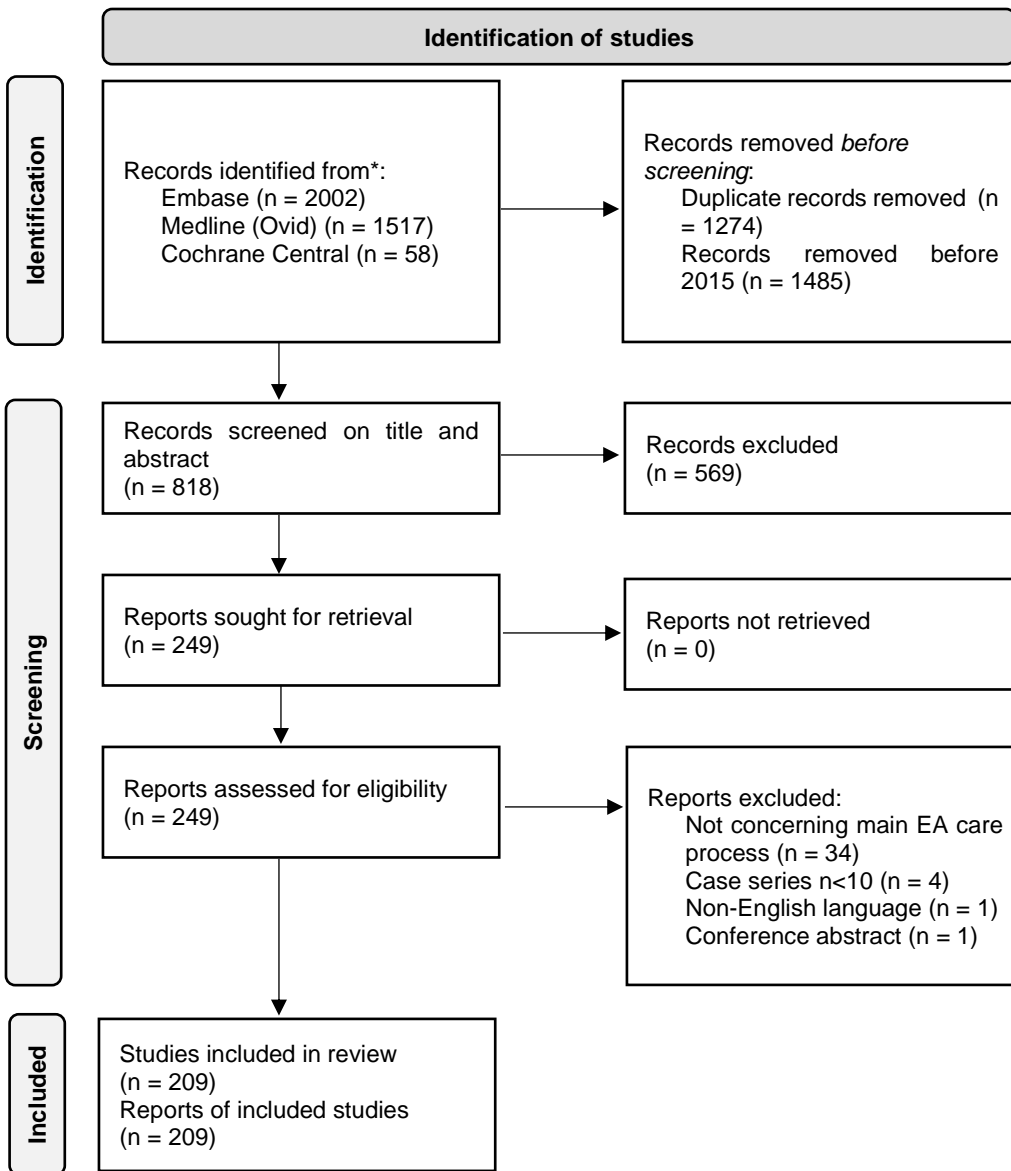 Identification of studies
Identification
Records identified from*:
Embase (n = 2002)
Medline (Ovid) (n = 1517)
Cochrane Central (n = 58)
Records removed before
screening:
Duplicate records removed (n
= 1274)
Records removed before
2015 (n = 1485)
Screening
Records screened on title and
abstract
(n = 818)
Records excluded
(n = 569)
Reports sought for retrieval
(n = 249)
Reports not retrieved
(n = 0)
Reports assessed for eligibility
(n = 249)
Reports excluded:
Not concerning main EA care
process (n = 34)
Case series n<10 (n = 4)
Non-English language (n = 1)
Conference abstract (n = 1)
Included
Studies included in review
(n = 209)
Reports of included studies
(n = 209)